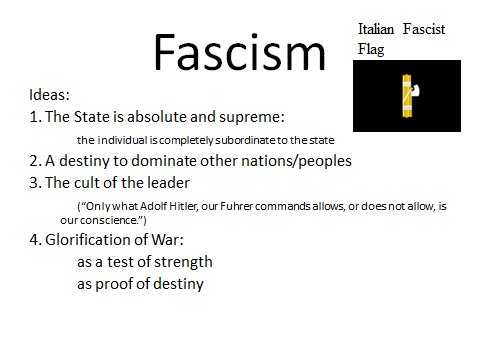 Italian Fascist
Flag
Fascism
Ideas:
1. The State is absolute and supreme:
the individual is completely subordinate to the state
2. A destiny to dominate other nations/peoples
3. The cult of the leader
(“Only what Adolf Hitler, our Fuhrer commands allows, or does not allow, is
our conscience.”)
4. Glorification of War:
as a test of strength
as proof of destiny